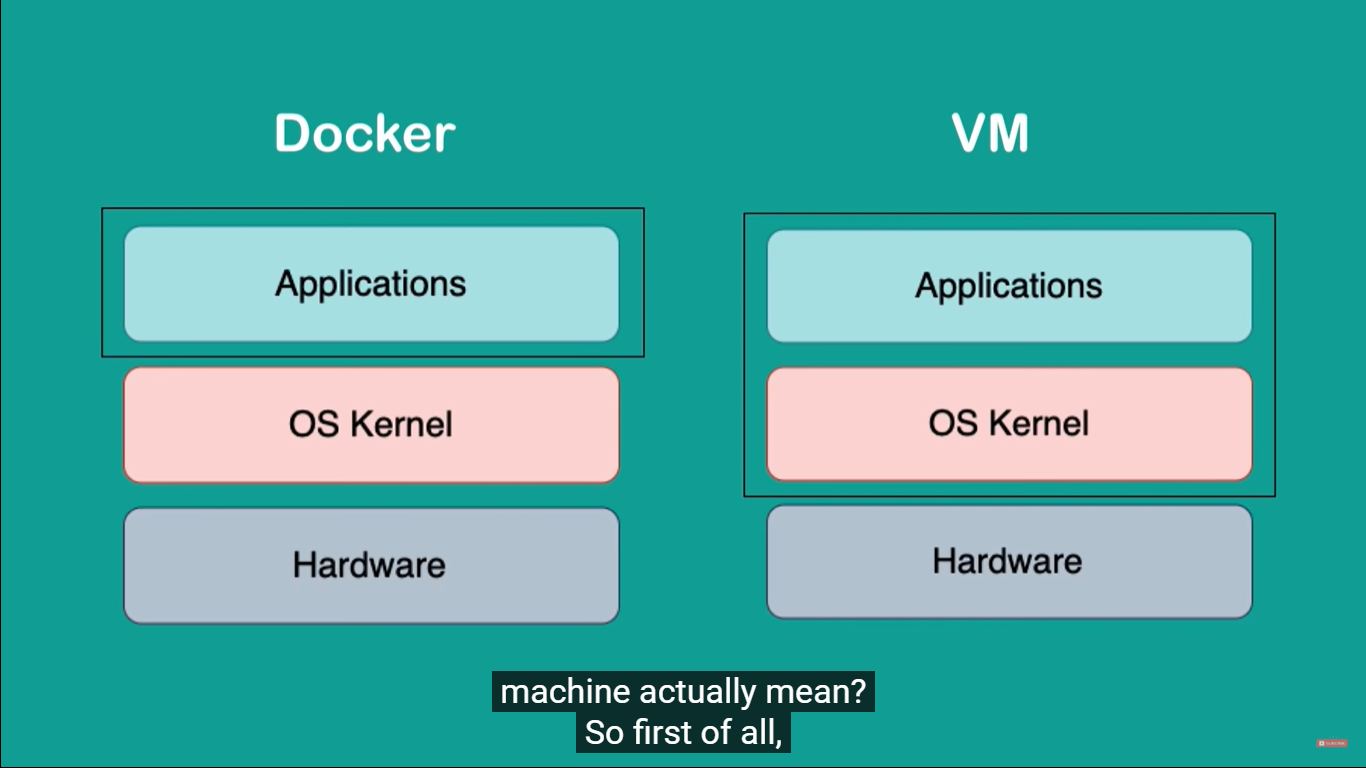 Docker
VM
Applications
Applications
OS Kernel
OS Kernel
Hardware
Hardware
machine actually mean?
So first of all,